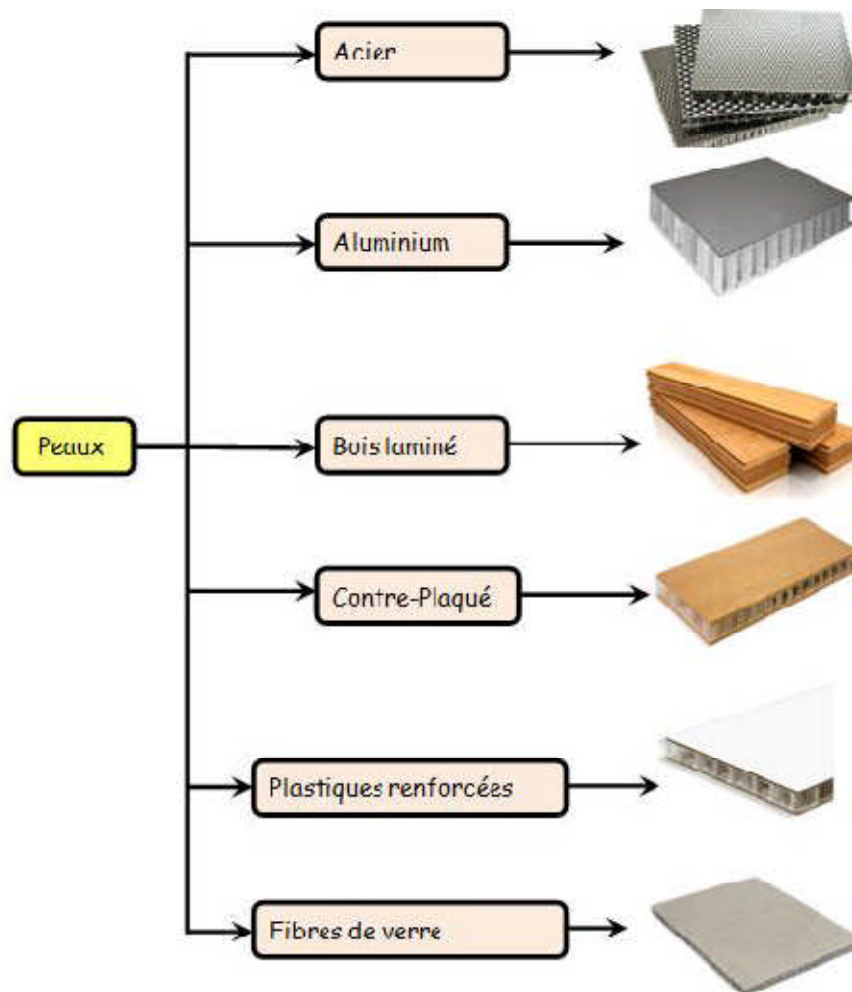 Acier
Aluminium
Peaux
Bois laminé
Contre-Plaqué
Plastiques renforcées
Fibres de verre